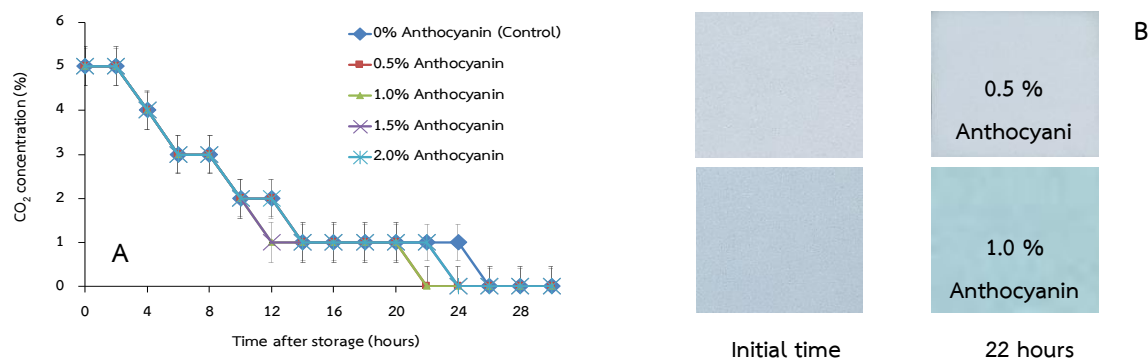 6
5
4
3
2
1
0
CO2 concentration (%)
0% Anthocyanin (Control)
0.5% Anthocyanin
1.0% Anthocyanin
1.5% Anthocyanin
2.0% Anthocyanin
A
0 4 8 12 16 20 24 28
Time after storage (hours)
B
0.5 %
Anthocyani
1.0 %
Anthocyanin
Initial time 22 hours